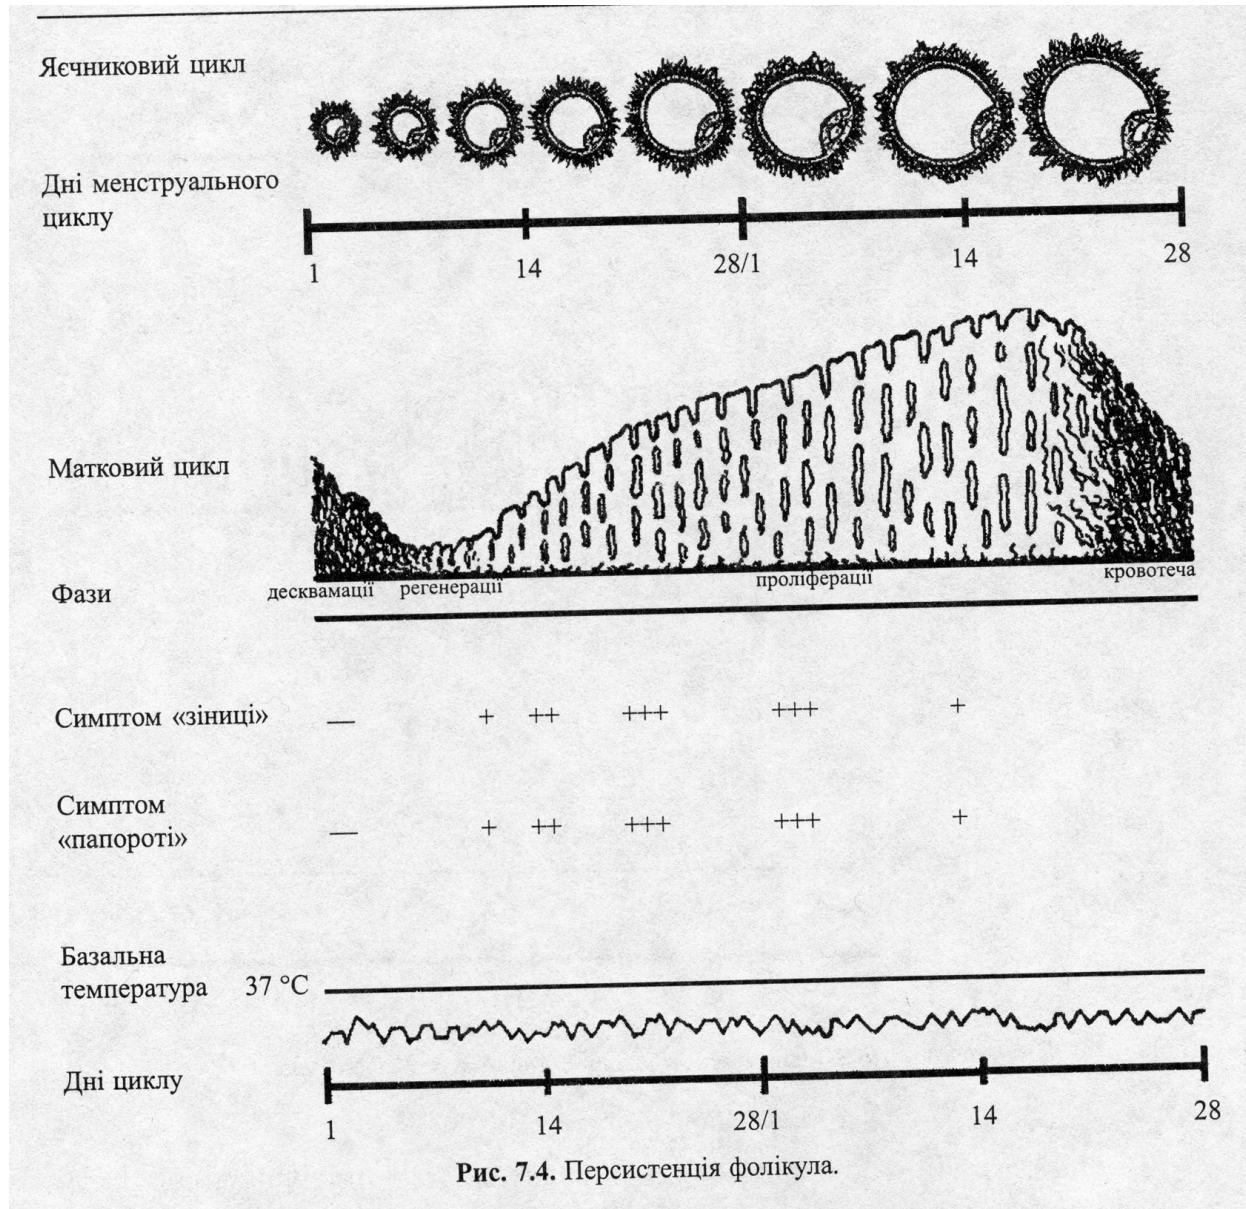 Яєчниковий цикл
Дні менструального
циклу
1 14 28/1 14 28
Матковий цикл
Фази
десквамації регенерації проліферації кровотеча
Симптом «зіниці» — + ++ +++ +++ +
Симптом
«папороті» — + ++ +++ +++ +
Базальна
температура 37 °C
Дні циклу
1 14 28/1 14 28
Рис. 7.4. Персистенція фолікула.